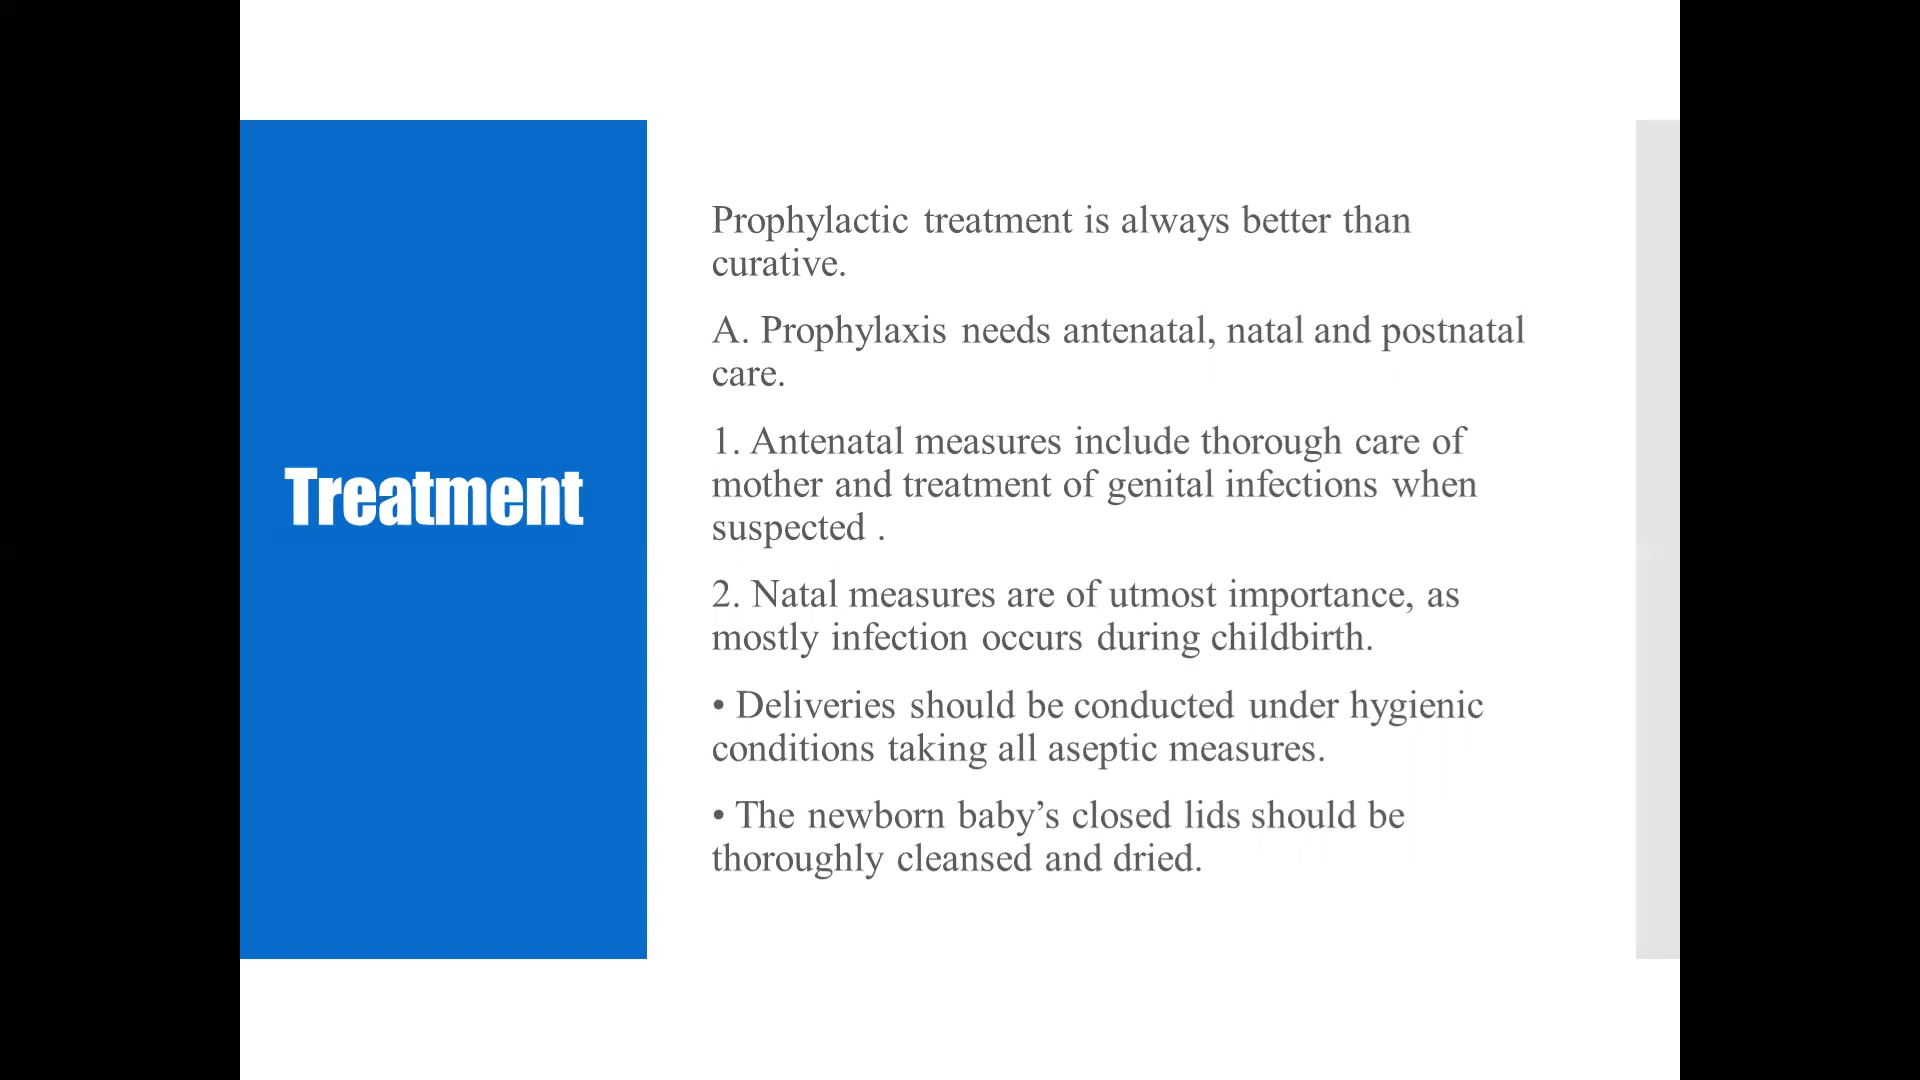 Treatment
Prophylactic treatment is always better than
curative.
A. Prophylaxis needs antenatal, natal and postnatal
care.
1. Antenatal measures include thorough care of
mother and treatment of genital infections when
suspected .
2. Natal measures are of utmost importance, as
mostly infection occurs during childbirth.
• Deliveries should be conducted under hygienic
conditions taking all aseptic measures.
• The newborn baby’s closed lids should be
thoroughly cleansed and dried.